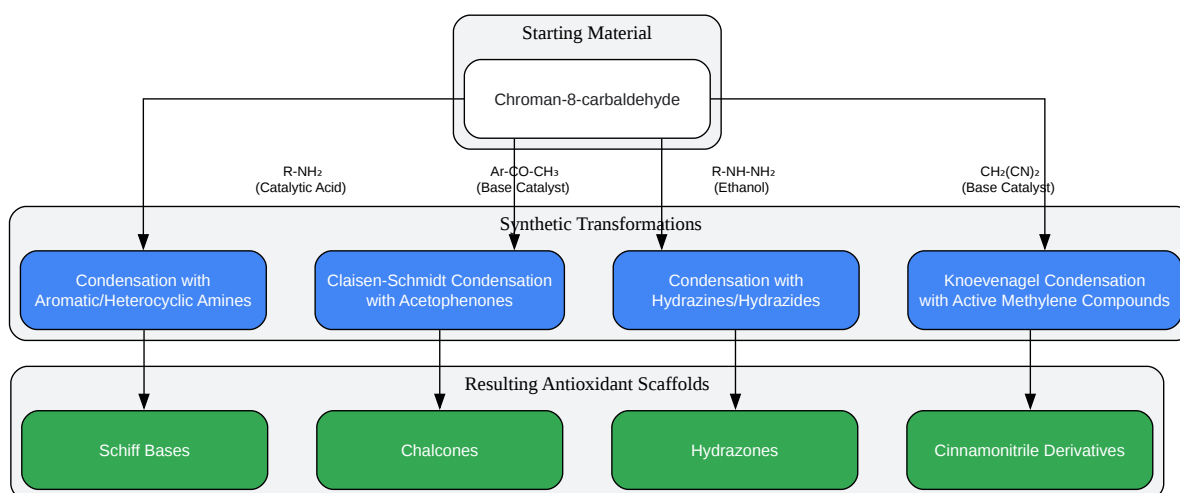 Starting Material
Chroman-8-carbaldehyde
R-NH₂
(Catalytic Acid)
Ar-CO-CH₃
(Base Catalyst)
R-NH-NH₂
(Ethanol)
CH₂(CN)₂
(Base Catalyst)
Synthetic Transformations
Condensation with
Aromatic/Heterocyclic Amines
Claisen-Schmidt Condensation
with Acetophenones
Condensation with
Hydrazines/Hydrazides
Knoevenagel Condensation
with Active Methylene Compounds
Resulting Antioxidant Scaffolds
Schiff Bases
Chalcones
Hydrazones
Cinnamonitrile Derivatives